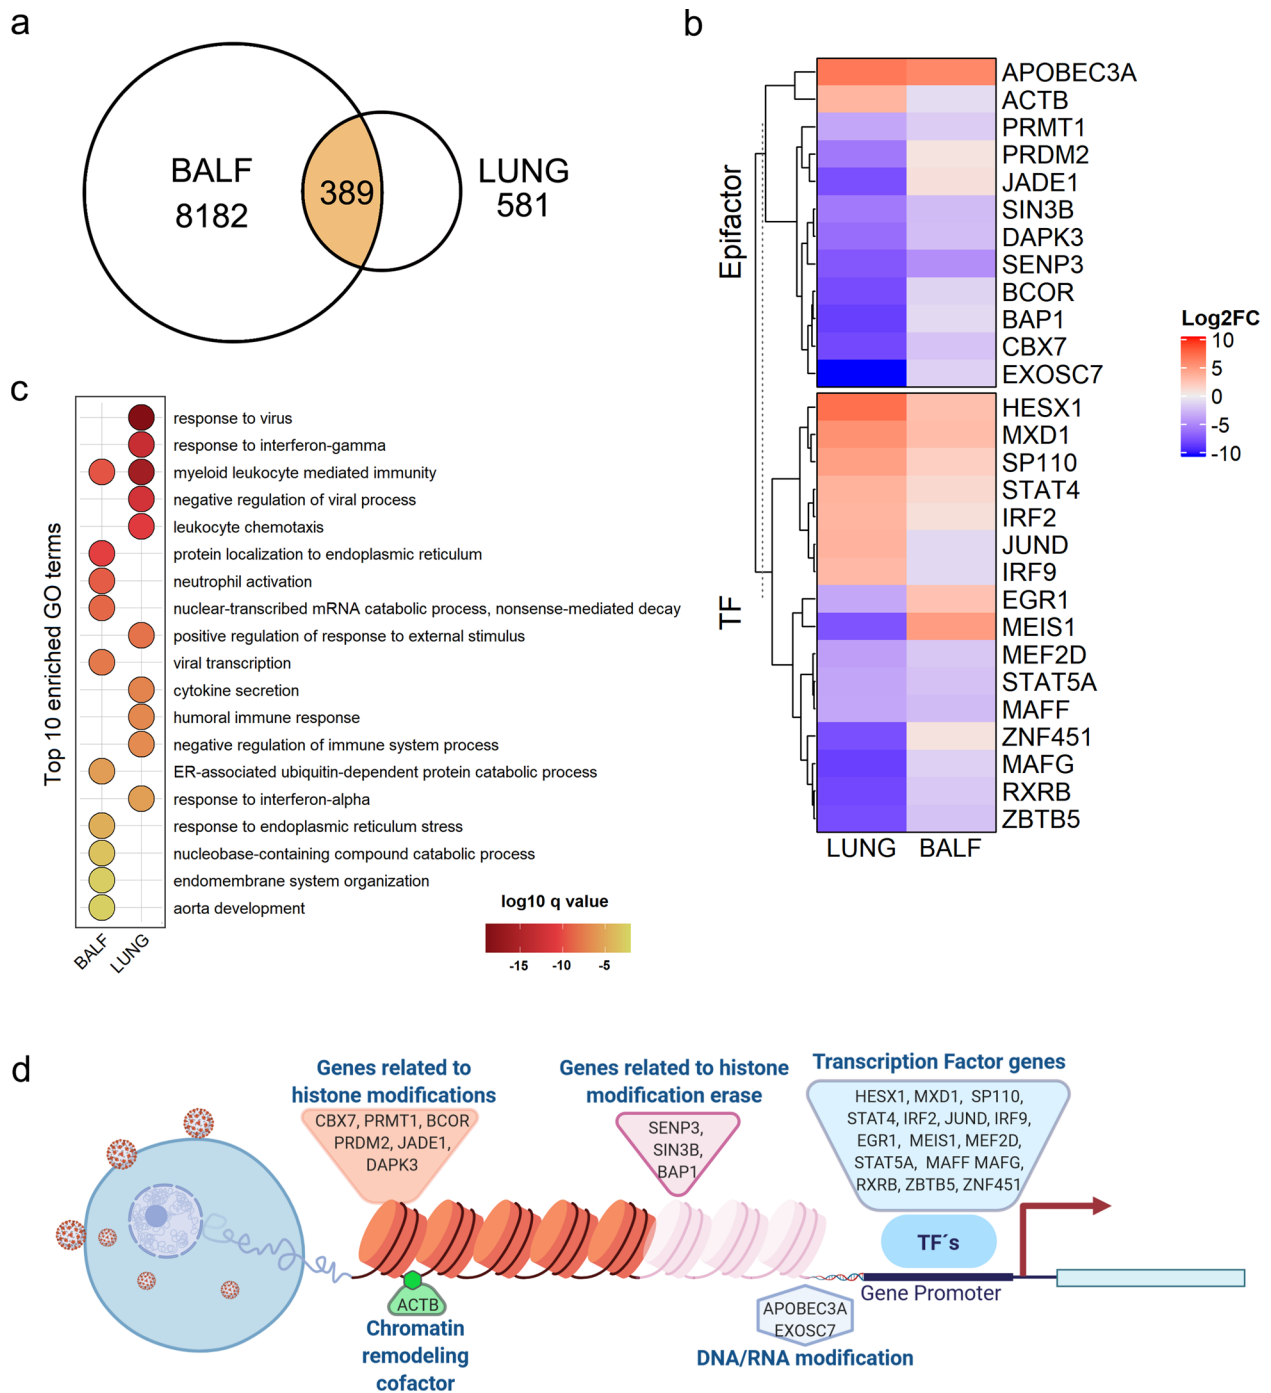 a
BALF
8182
389
LUNG
581
b
Epifactor
TF
APOBEC3A
ACTB
PRMT1
PRDM2
JADE1
SIN3B
DAPK3
SENP3
BCOR
BAP1
CBX7
EXOSC7
HESX1
MXD1
SP110
STAT4
IRF2
JUND
IRF9
EGR1
MEIS1
MEF2D
STAT5A
MAFF
ZNF451
MAFG
RXRB
ZBTB5
LUNG BALF
Log2FC
10
5
0
-5
-10
c
Top 10 enriched GO terms
response to virus
response to interferon-gamma
myeloid leukocyte mediated immunity
negative regulation of viral process
leukocyte chemotaxis
protein localization to endoplasmic reticulum
neutrophil activation
nuclear-transcribed mRNA catabolic process, nonsense-mediated decay
positive regulation of response to external stimulus
viral transcription
cytokine secretion
humoral immune response
negative regulation of immune system process
ER-associated ubiquitin-dependent protein catabolic process
response to interferon-alpha
response to endoplasmic reticulum stress
nucleobase-containing compound catabolic process
endomembrane system organization
aorta development
BALF
LUNG
log10 q value
-15 -10 -5
d
Genes related to
histone modifications
CBX7, PRMT1, BCOR
PRDM2, JADE1,
DAPK3
Genes related to histone
modification erase
SENP3,
SIN3B,
BAP1
Transcription Factor genes
HESX1, MXD1, SP110,
STAT4, IRF2, JUND, IRF9,
EGR1, MEIS1, MEF2D,
STAT5A, MAFF MAFG,
RXRB, ZBTB5, ZNF451
TF´s
Gene Promoter
ACTB
Chromatin
remodeling
cofactor
APOBEC3A
EXOSC7
DNA/RNA modification